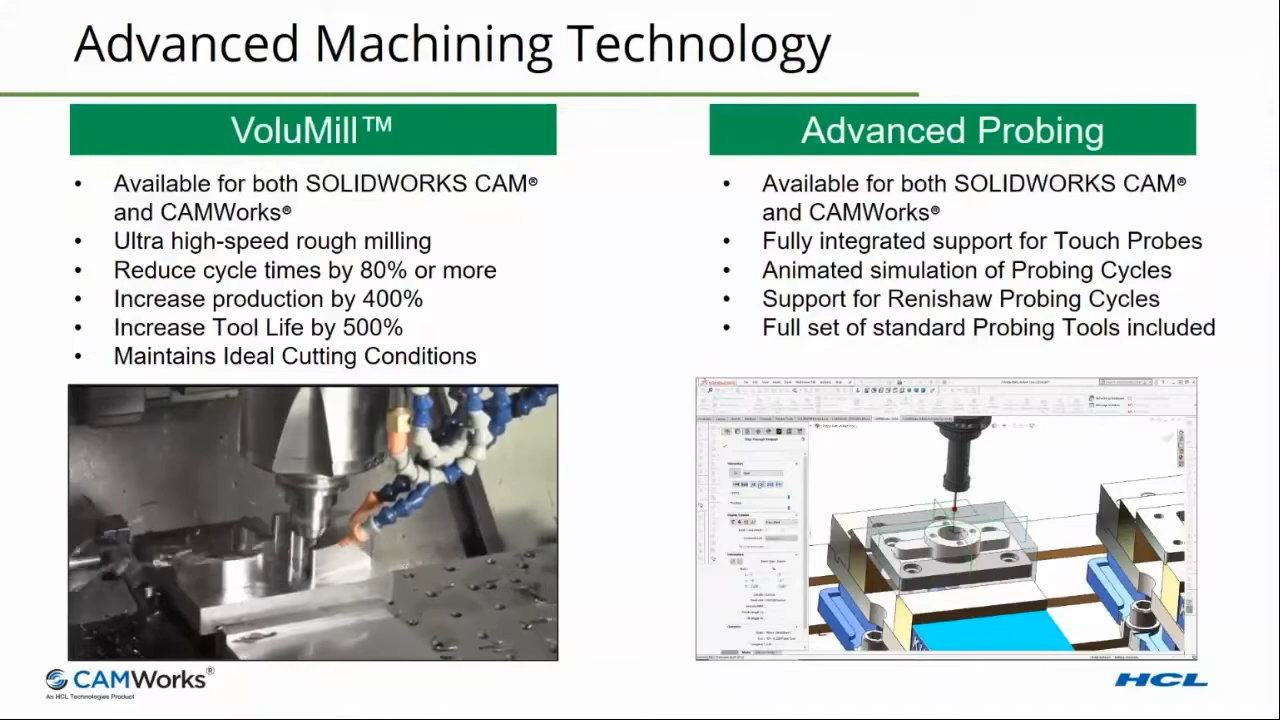 Advanced Machining Technology
VoluMill™
• Available for both SOLIDWORKS CAM®
and CAMWorks®
• Ultra high-speed rough milling
• Reduce cycle times by 80% or more
• Increase production by 400%
• Increase Tool Life by 500%
• Maintains Ideal Cutting Conditions
Advanced Probing
• Available for both SOLIDWORKS CAM®
and CAMWorks®
• Fully integrated support for Touch Probes
• Animated simulation of Probing Cycles
• Support for Renishaw Probing Cycles
• Full set of standard Probing Tools included
SOLIDWORKS
CAMWorks®
An HCL Technologies Product
HCL